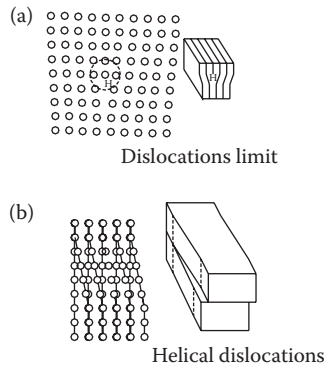 (a)
H
H
Dislocations limit
(b)
Helical dislocations